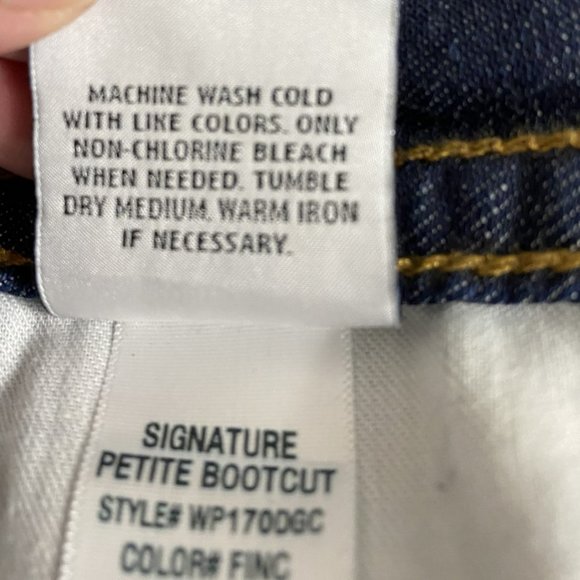 MACHINE WASH COLD
WITH LIKE COLORS. ONLY
NON-CHLORINE BLEACH
WHEN NEEDED. TUMBLE
DRY MEDIUM. WARM IRON
IF NECESSARY.
SIGNATURE
PETITE BOOTCUT
STYLE# WP170DGC
COLOR# FINC